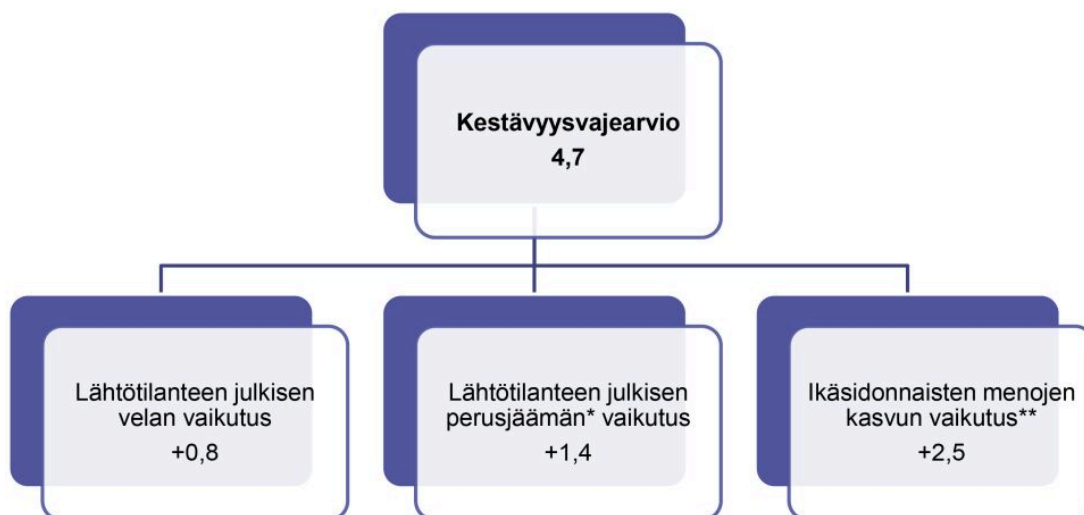 Kestävyysvajearvio
4,7
Lähtötilanteen julkisen
velan vaikutus
+0,8
Lähtötilanteen julkisen
perusjäämän* vaikutus
+1,4
Ikäsidonnaisten menojen
kasvun vaikutus**
+2,5